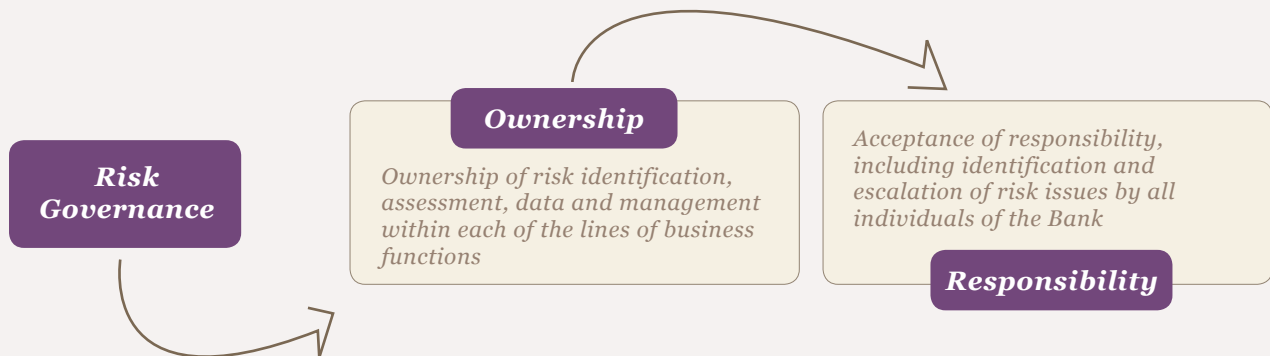 Risk
Governance
Ownership
Ownership of risk identification,
assessment, data and management
within each of the lines of business
functions
Acceptance of responsibility,
including identification and
escalation of risk issues by all
individuals of the Bank
Responsibility